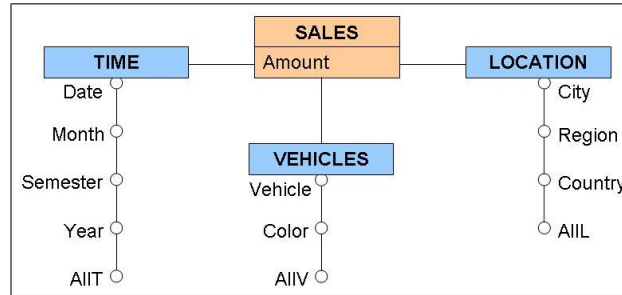 SALES
Amount
TIME
Date
Month
Semester
Year
AllT
VEHICLES
Vehicle
Color
AllV
LOCATION
City
Region
Country
AllL